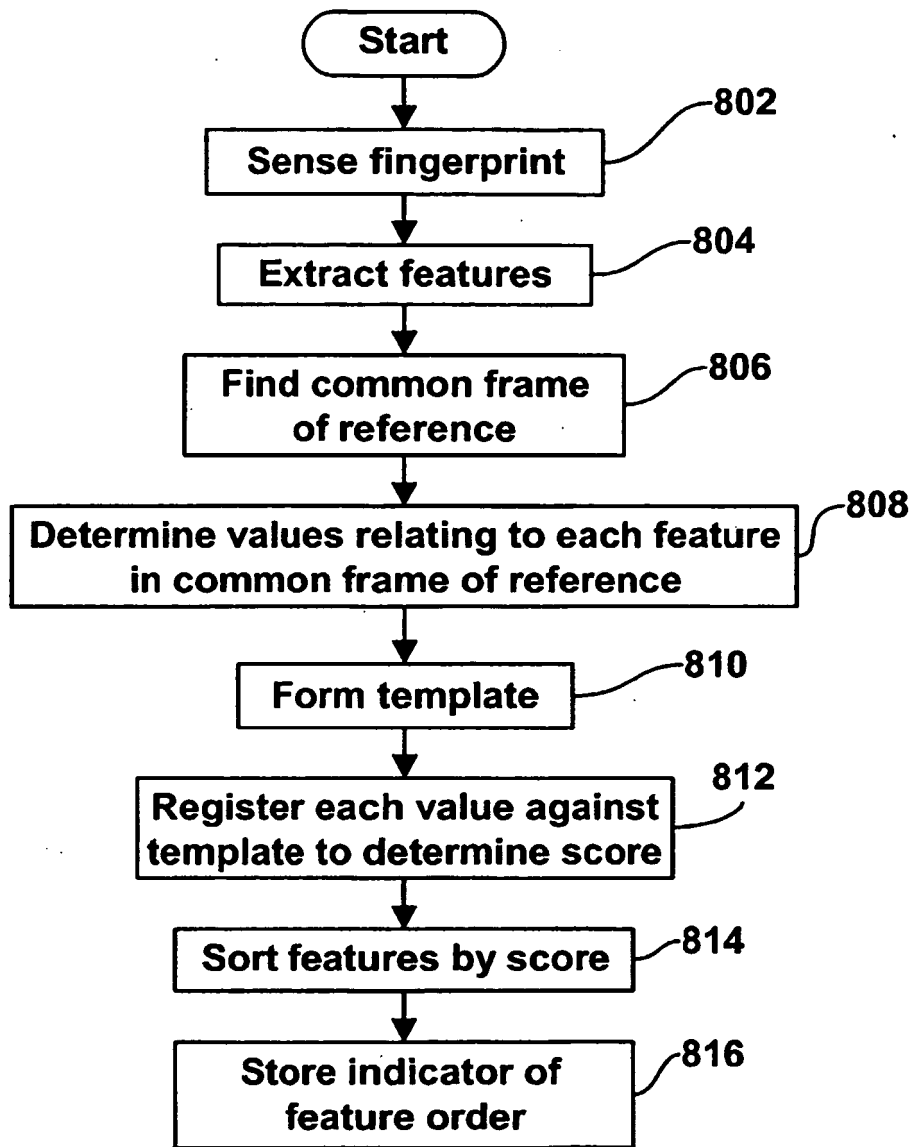 Start
802
Sense fingerprint
804
Extract features
806
Find common frame
of reference
808
Determine values relating to each feature
in common frame of reference
810
Form template
812
Register each value against
template to determine score
814
Sort features by score
816
Store indicator of
feature order